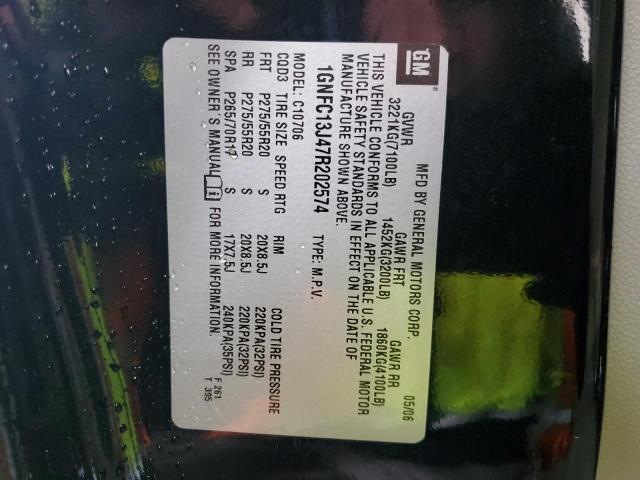 GM
MFD BY GENERAL MOTORS CORP. 05/06
GVWR GAWR FRT GAWR RR
3221KG(7100LB) 1452KG(3200LB) 1860KG(4100LB)
THIS VEHICLE CONFORMS TO ALL APPLICABLE U.S. FEDERAL MOTOR
VEHICLE SAFETY STANDARDS IN EFFECT ON THE DATE OF
MANUFACTURE SHOWN ABOVE.
1GNFC13J47R202574 TYPE: M.P.V.
MODEL: C10706
CQD3 TIRE SIZE SPEED RTG RIM COLD TIRE PRESSURE
FRT P275/55R20 S 20X8.5J 220KPA(32PSI)
RR P275/55R20 S 20X8.5J 220KPA(32PSI)
SPA P265/70R17 S 17X7.5J 240KPA(35PSI)
SEE OWNER'S MANUAL FOR MORE INFORMATION. F 261
T 395